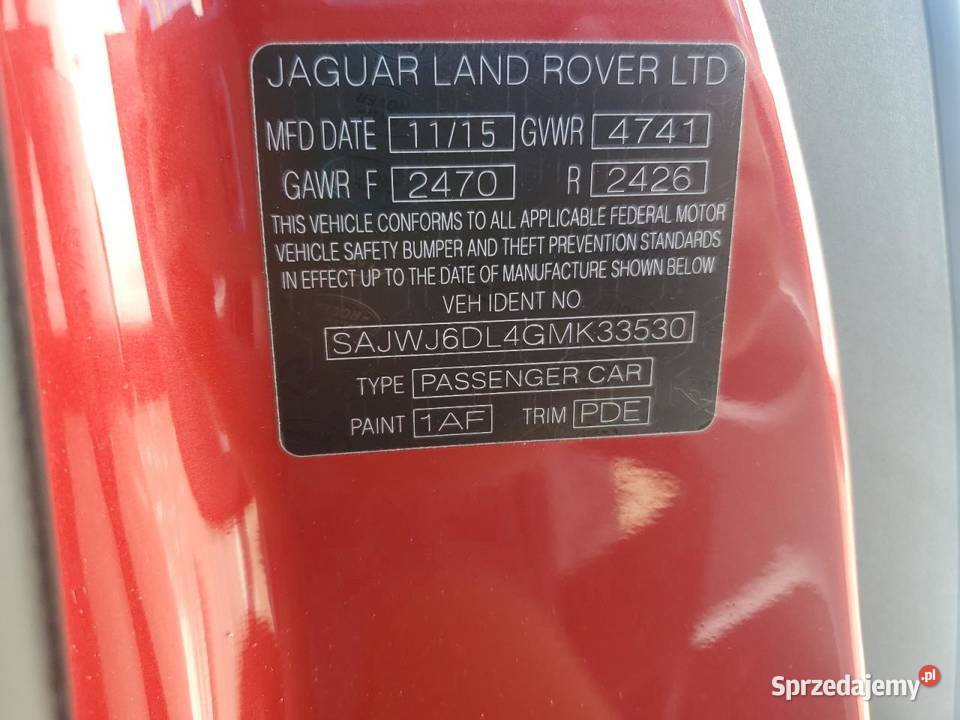 JAGUAR LAND ROVER LTD
MFD DATE 11/15 GVWR 4741
GAWR F 2470 R 2426
THIS VEHICLE CONFORMS TO ALL APPLICABLE FEDERAL MOTOR
VEHICLE SAFETY BUMPER AND THEFT PREVENTION STANDARDS
IN EFFECT UP TO THE DATE OF MANUFACTURE SHOWN BELOW
VEH IDENT NO.
SAJWJ6DL4GMK33530
TYPE PASSENGER CAR
PAINT 1AF TRIM PDE
Sprzedajemy.pl